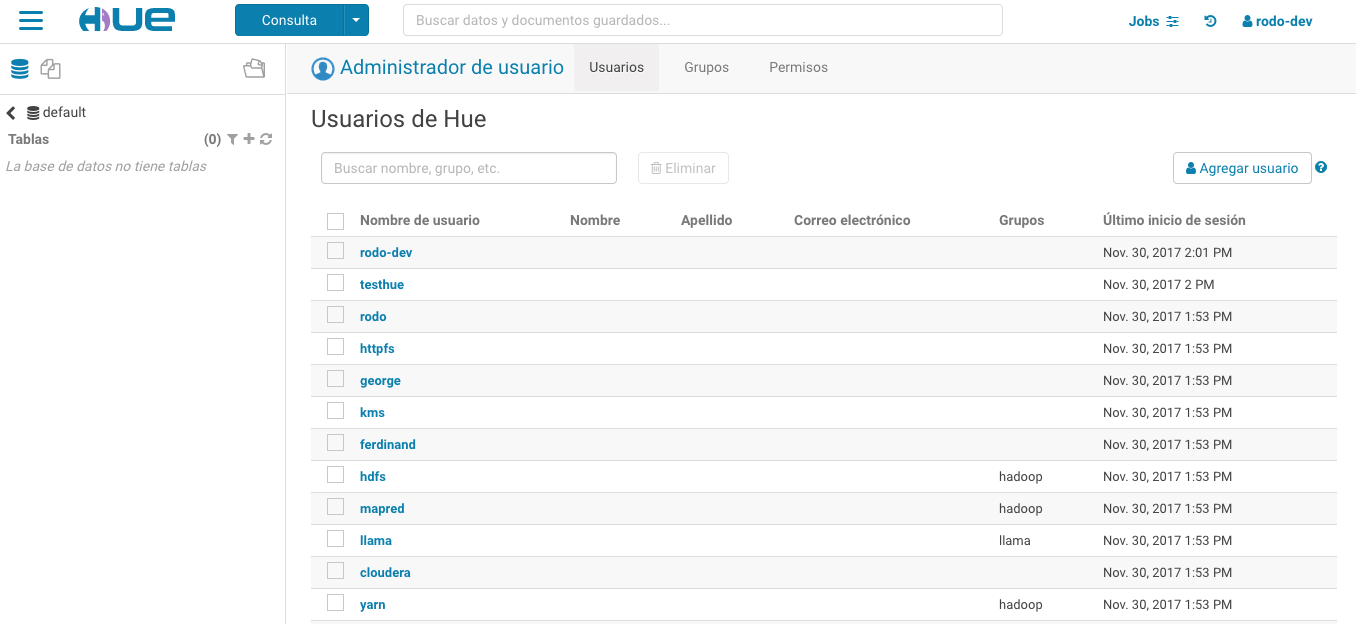 HUE
Consulta
Buscar datos y documentos guardados...
Jobs
rodo-dev
Administrador de usuario
Usuarios
Grupos
Permisos
default
Tablas (0)
La base de datos no tiene tablas
Usuarios de Hue
Buscar nombre, grupo, etc.
Eliminar
Agregar usuario
?
Nombre de usuario Nombre Apellido Correo electrónico Grupos Último inicio de sesión
rodo-dev Nov. 30, 2017 2:01 PM
testhue Nov. 30, 2017 2 PM
rodo Nov. 30, 2017 1:53 PM
httpfs Nov. 30, 2017 1:53 PM
george Nov. 30, 2017 1:53 PM
kms Nov. 30, 2017 1:53 PM
ferdinand Nov. 30, 2017 1:53 PM
hdfs hadoop Nov. 30, 2017 1:53 PM
mapred hadoop Nov. 30, 2017 1:53 PM
llama llama Nov. 30, 2017 1:53 PM
cloudera Nov. 30, 2017 1:53 PM
yarn hadoop Nov. 30, 2017 1:53 PM